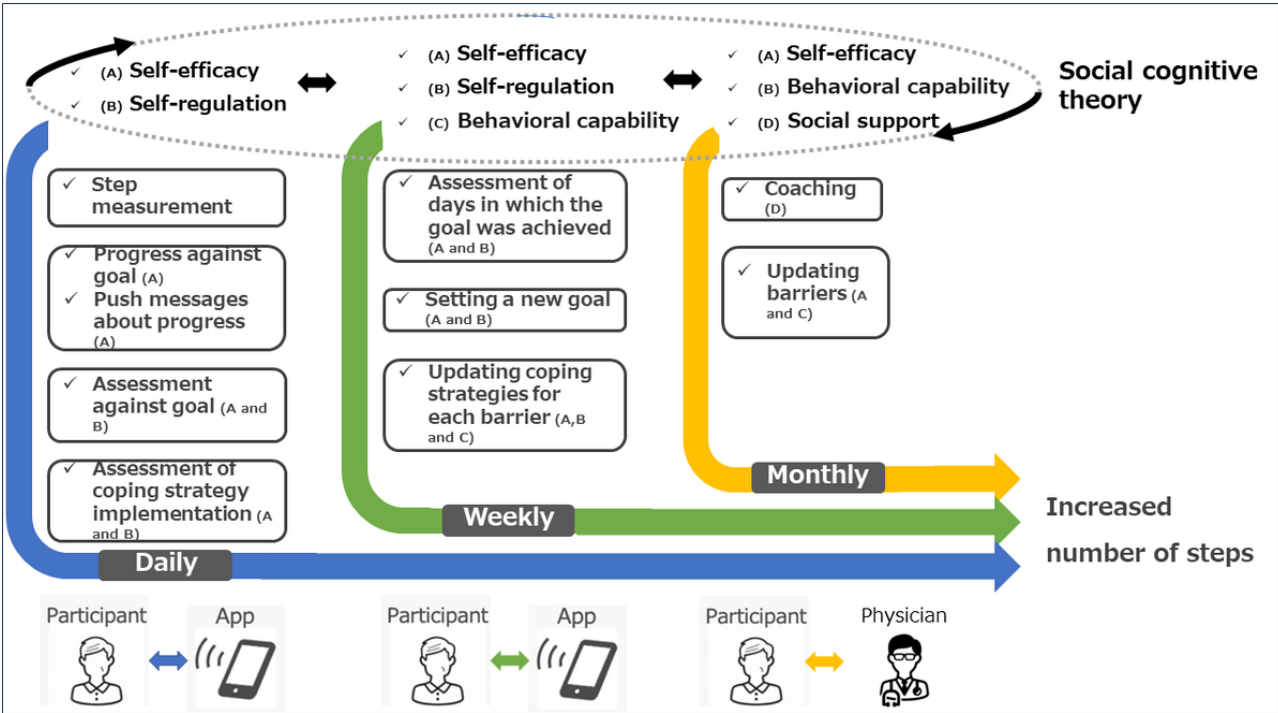 ✓ (A) Self-efficacy
✓ (B) Self-regulation
✓ (A) Self-efficacy
✓ (B) Self-regulation
✓ (C) Behavioral capability
✓ (A) Self-efficacy
✓ (B) Behavioral capability
✓ (D) Social support
Social cognitive
theory
✓ Step
measurement
✓ Progress against
goal (A)
✓ Push messages
about progress
(A)
✓ Assessment
against goal (A and
B)
✓ Assessment of
coping strategy
implementation (A
and B)
Daily
✓ Assessment of
days in which the
goal was achieved
(A and B)
✓ Setting a new goal
(A and B)
✓ Updating coping
strategies for
each barrier (A,B
and C)
Weekly
✓ Coaching
(D)
✓ Updating
barriers (A
and C)
Monthly
Increased
number of steps
Participant
App
Participant
App
Participant
Physician